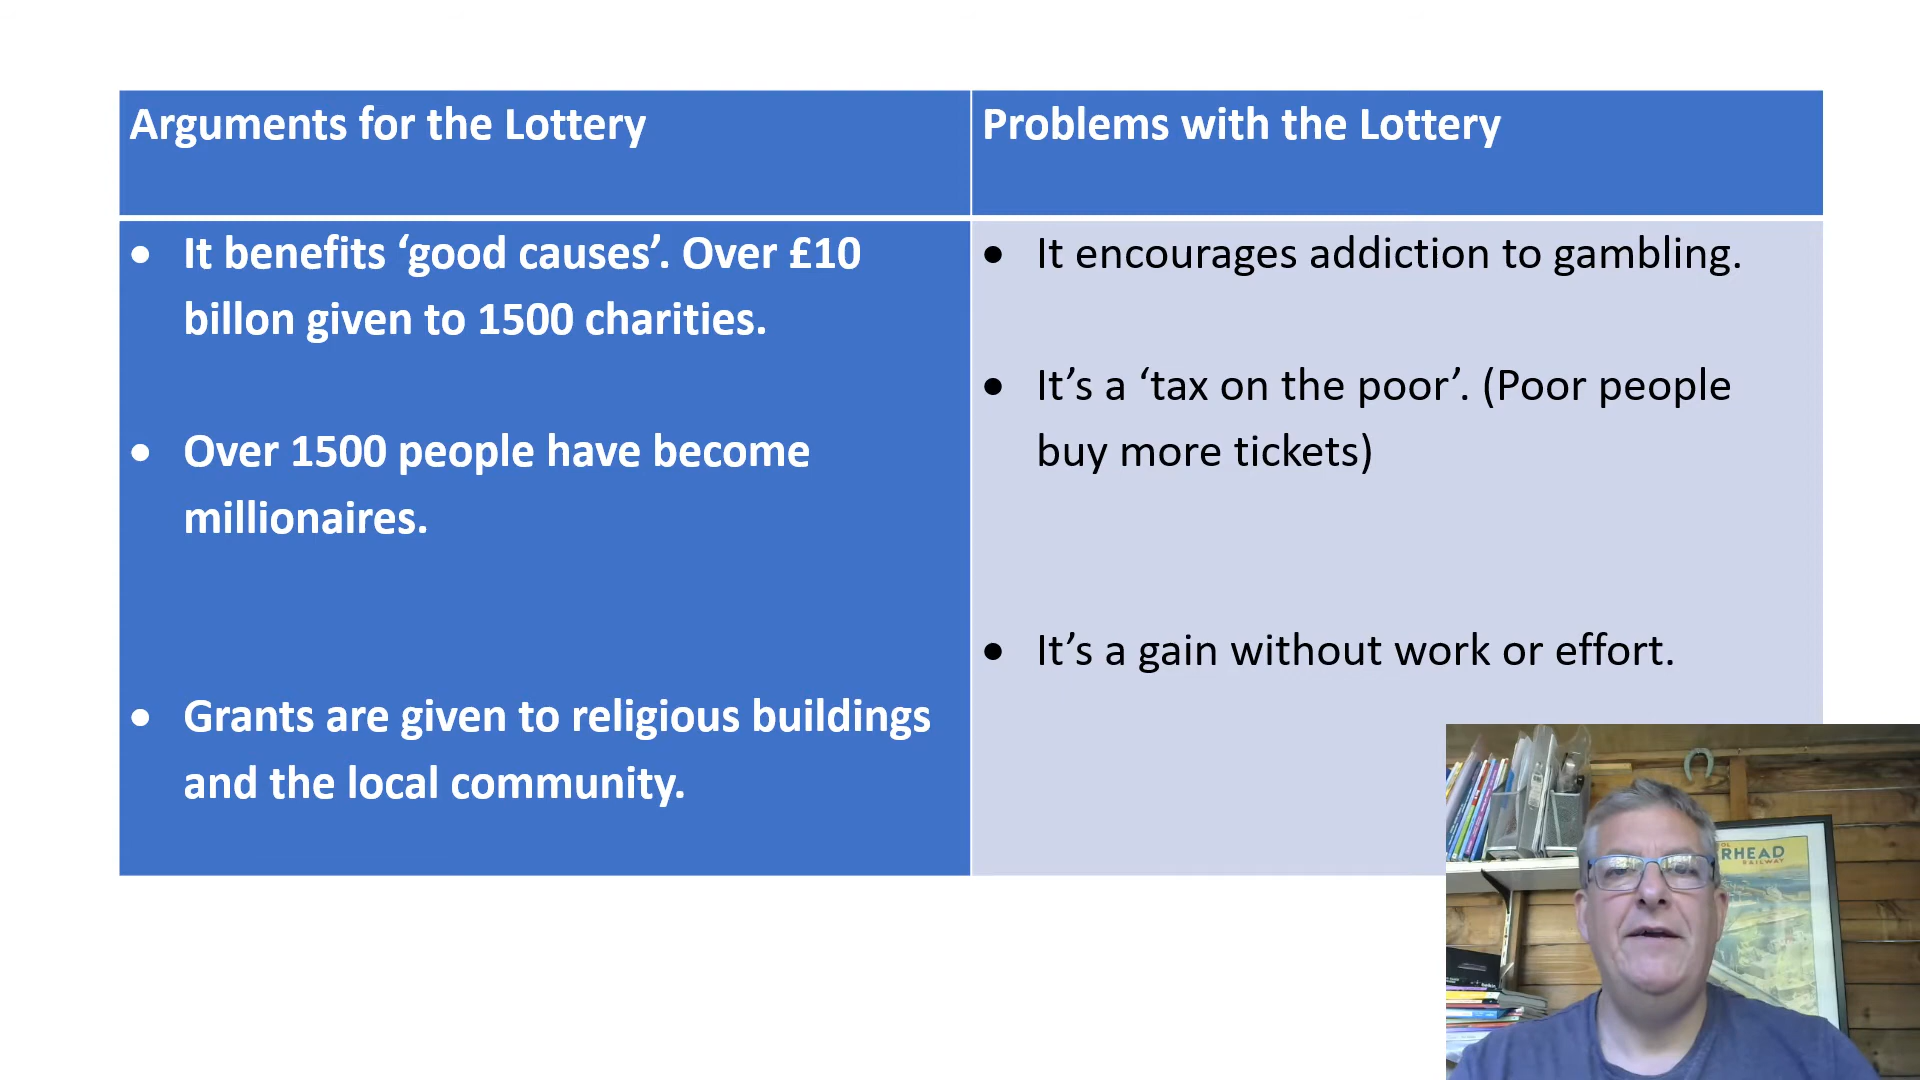 Arguments for the Lottery
Problems with the Lottery
• It benefits ‘good causes’. Over £10
billon given to 1500 charities.
• Over 1500 people have become
millionaires.
• Grants are given to religious buildings
and the local community.
• It encourages addiction to gambling.
• It’s a ‘tax on the poor’. (Poor people
buy more tickets)
• It’s a gain without work or effort.
RHEAD
RAILWAY